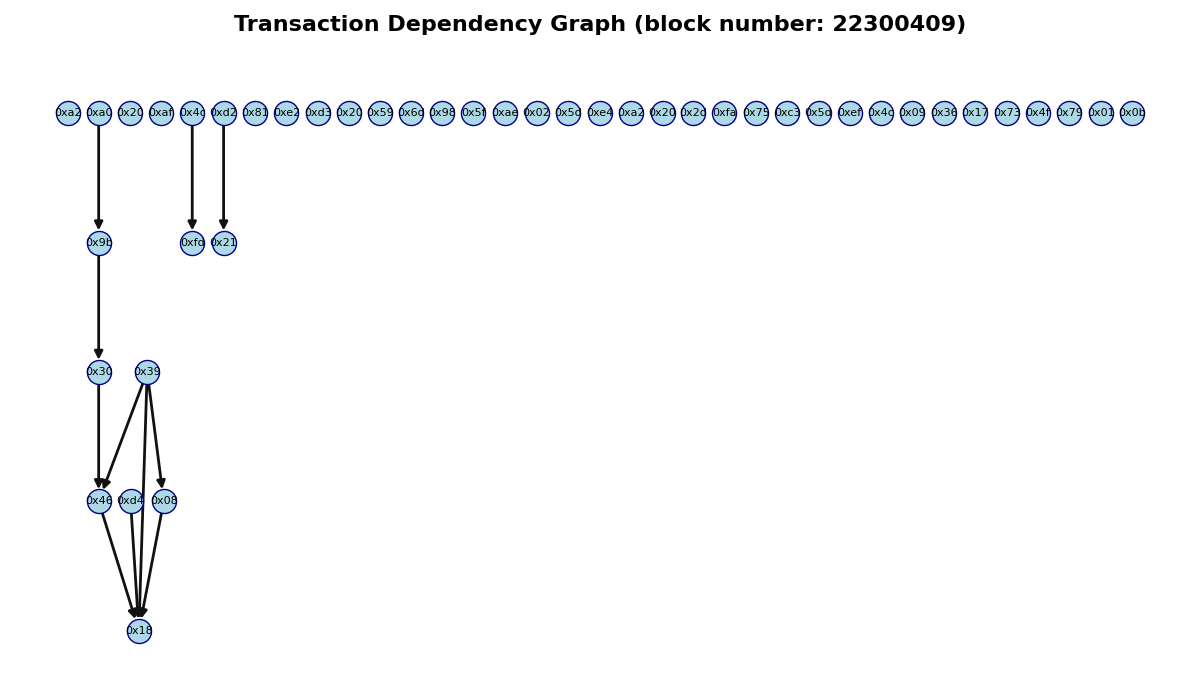 Transaction Dependency Graph (block number: 22300409)
0xa2 0xa0 0x20 0xaf 0x4c 0xd2 0x81 0xe2 0xd3 0x20 0x59 0x6d 0x98 0x5f 0xae 0x02 0x5d 0xe4 0xa2 0x20 0x2d 0xfa 0x75 0xc3 0x5d 0xef 0x4c 0x09 0x36 0x17 0x73 0x4f 0x79 0x01 0x0b
0x9b 0xfd 0x21
0x30 0x39
0x46 0xd4 0x08
0x18